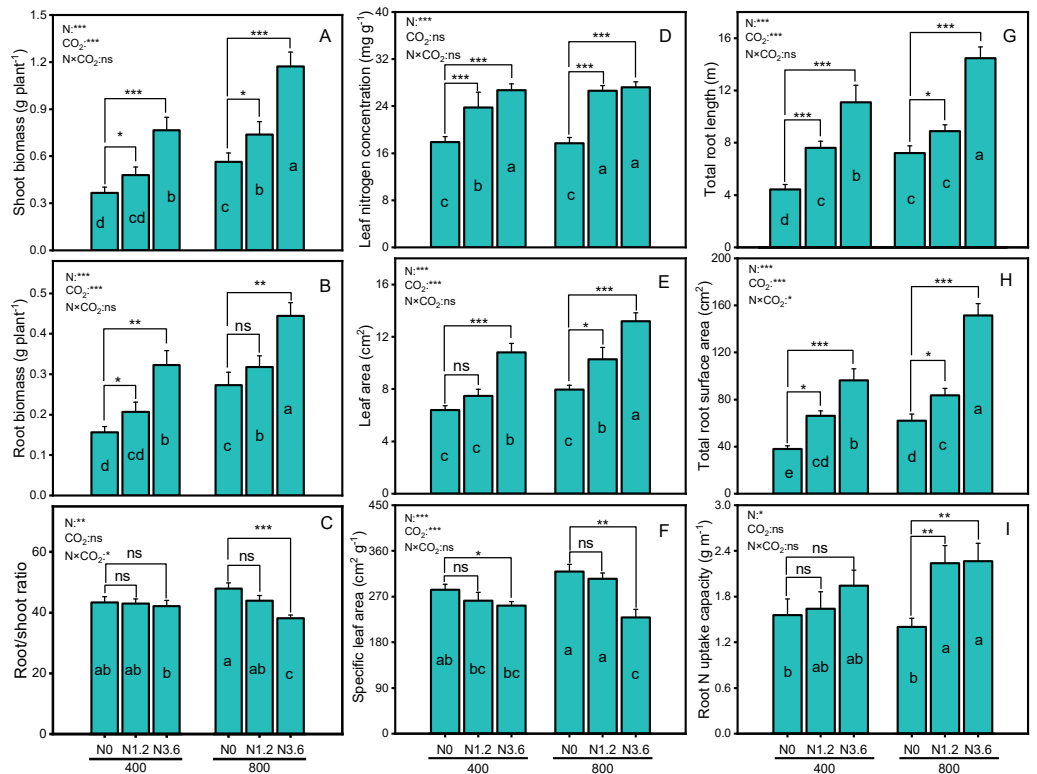 Shoot biomass (g plant⁻¹)
1.5
1.2
0.9
0.6
0.3
0.0
N:***
CO₂:***
N×CO₂:ns
A
***
*
***
*
d
cd
b
c
b
a
Leaf nitrogen concentration (mg g⁻¹)
36
24
16
8
0
N:***
CO₂:ns
N×CO₂:ns
D
***
***
***
***
c
b
a
c
a
a
Total root length (m)
16
12
8
4
N:***
CO₂:***
N×CO₂:ns
G
***
***
***
*
d
c
b
c
c
a
Root biomass (g plant⁻¹)
0.5
0.4
0.3
0.2
0.1
0.0
N:***
CO₂:***
N×CO₂:ns
B
**
*
**
ns
d
cd
b
c
b
a
Leaf area (cm²)
16
12
8
4
0
N:***
CO₂:***
N×CO₂:ns
E
***
ns
***
*
c
c
b
c
b
a
Total root surface area (cm²)
200
160
120
80
40
0
N:***
CO₂:***
N×CO₂:*
H
***
*
***
*
e
cd
b
d
c
a
Root/shoot ratio
60
40
20
0
N:**
CO₂:ns
N×CO₂:*
C
ns
ns
***
ns
ab
ab
b
a
ab
c
N0
N1.2
N3.6
N0
N1.2
N3.6
400
800
Specific leaf area (cm² g⁻¹)
450
360
270
180
90
0
N:***
CO₂:***
N×CO₂:ns
F
*
ns
**
ns
ab
bc
bc
a
a
c
N0
N1.2
N3.6
N0
N1.2
N3.6
400
800
Root N uptake capacity (g m⁻¹)
3.0
2.4
1.8
1.2
0.6
0.0
N:*
CO₂:ns
N×CO₂:ns
I
ns
ns
**
**
b
ab
ab
b
a
a
N0
N1.2
N3.6
N0
N1.2
N3.6
400
800